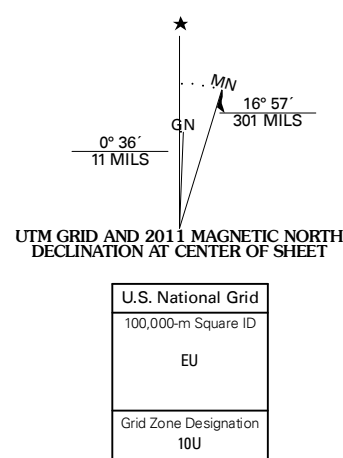 ★
MN
16° 57´
301 MILS
GN
0° 36´
11 MILS
UTM GRID AND 2011 MAGNETIC NORTH
DECLINATION AT CENTER OF SHEET
U.S. National Grid
100,000-m Square ID
EU
Grid Zone Designation
10U